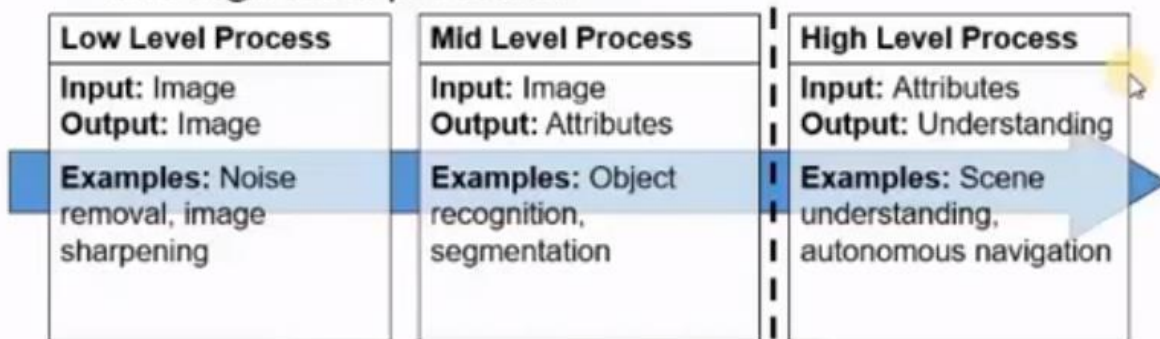 Low Level Process
Input: Image
Output: Image
Examples: Noise
removal, image
sharpening
Mid Level Process
Input: Image
Output: Attributes
Examples: Object
recognition,
segmentation
High Level Process
Input: Attributes
Output: Understanding
Examples: Scene
understanding,
autonomous navigation